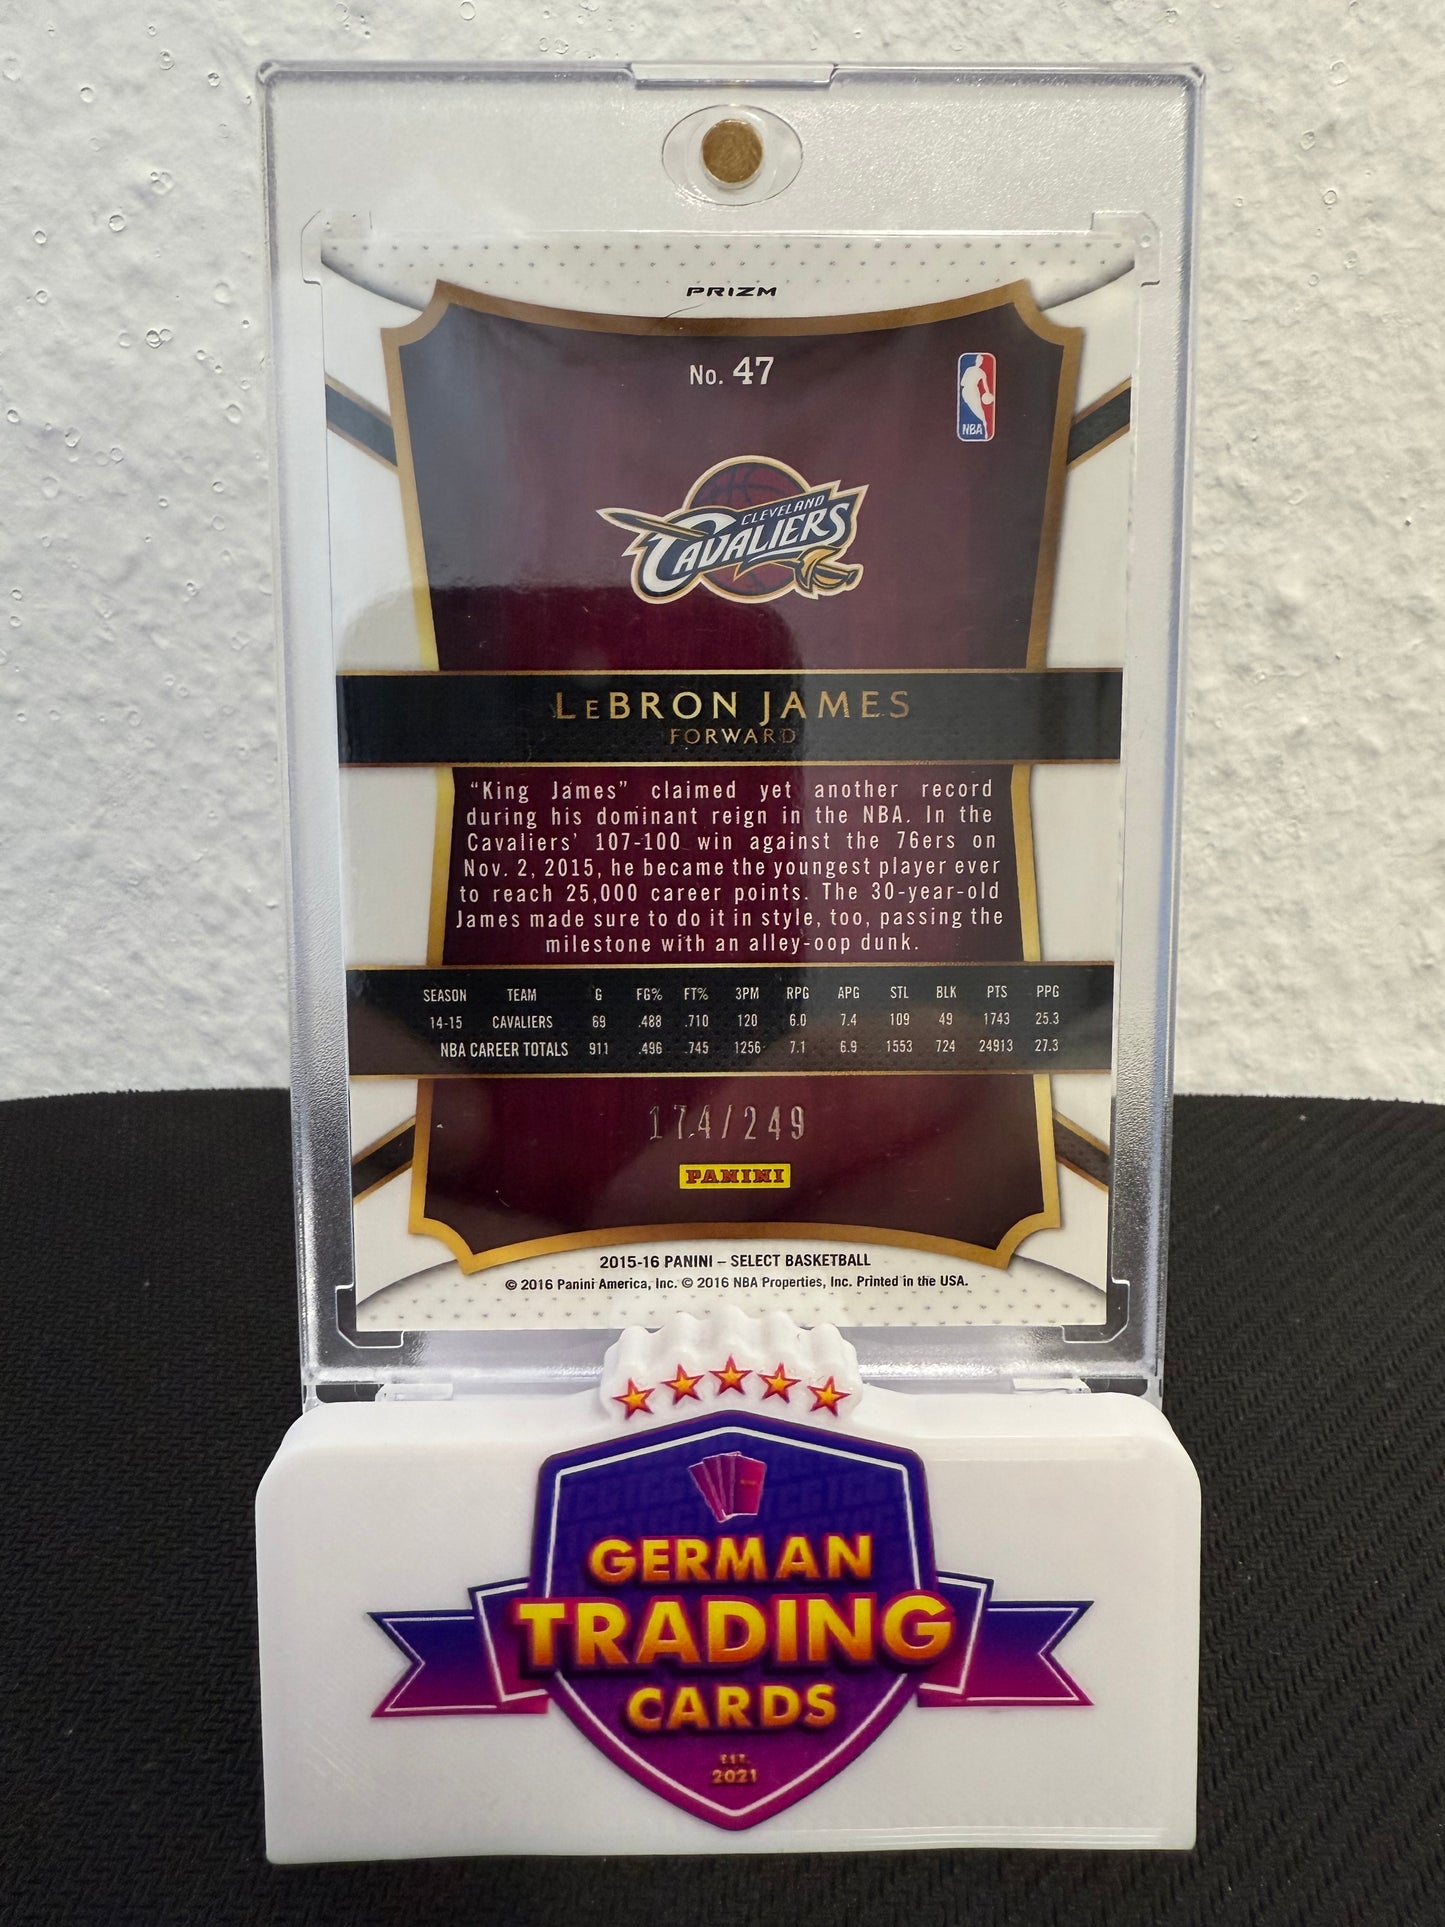 PRIZM
No. 47
NBA
CLEVELAND
CAVALIERS
LeBRON JAMES
FORWARD
“King James” claimed yet another record
during his dominant reign in the NBA. In the
Cavaliers’ 107-100 win against the 76ers on
Nov. 2, 2015, he became the youngest player ever
to reach 25,000 career points. The 30-year-old
James made sure to do it in style, too, passing the
milestone with an alley-oop dunk.
SEASON TEAM G FG% FT% 3PM RPG APG STL BLK PTS PPG
14-15 CAVALIERS 69 .488 .710 120 6.0 7.4 109 49 1743 25.3
NBA CAREER TOTALS 911 .496 .745 1256 7.1 6.9 1553 724 24913 27.3
174/249
PANINI
2015-16 PANINI – SELECT BASKETBALL
© 2016 Panini America, Inc. © 2016 NBA Properties, Inc. Printed in the USA.
GERMAN
TRADING
CARDS
EST.
2021